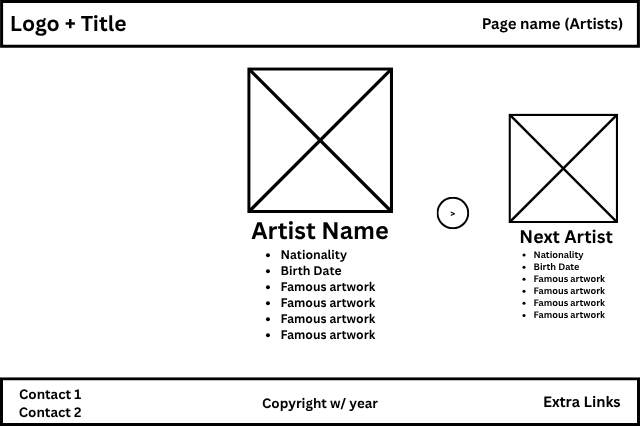 Logo + Title
Page name (Artists)
Artist Name
• Nationality
• Birth Date
• Famous artwork
• Famous artwork
• Famous artwork
• Famous artwork
>
Next Artist
• Nationality
• Birth Date
• Famous artwork
• Famous artwork
• Famous artwork
• Famous artwork
Contact 1
Contact 2
Copyright w/ year
Extra Links